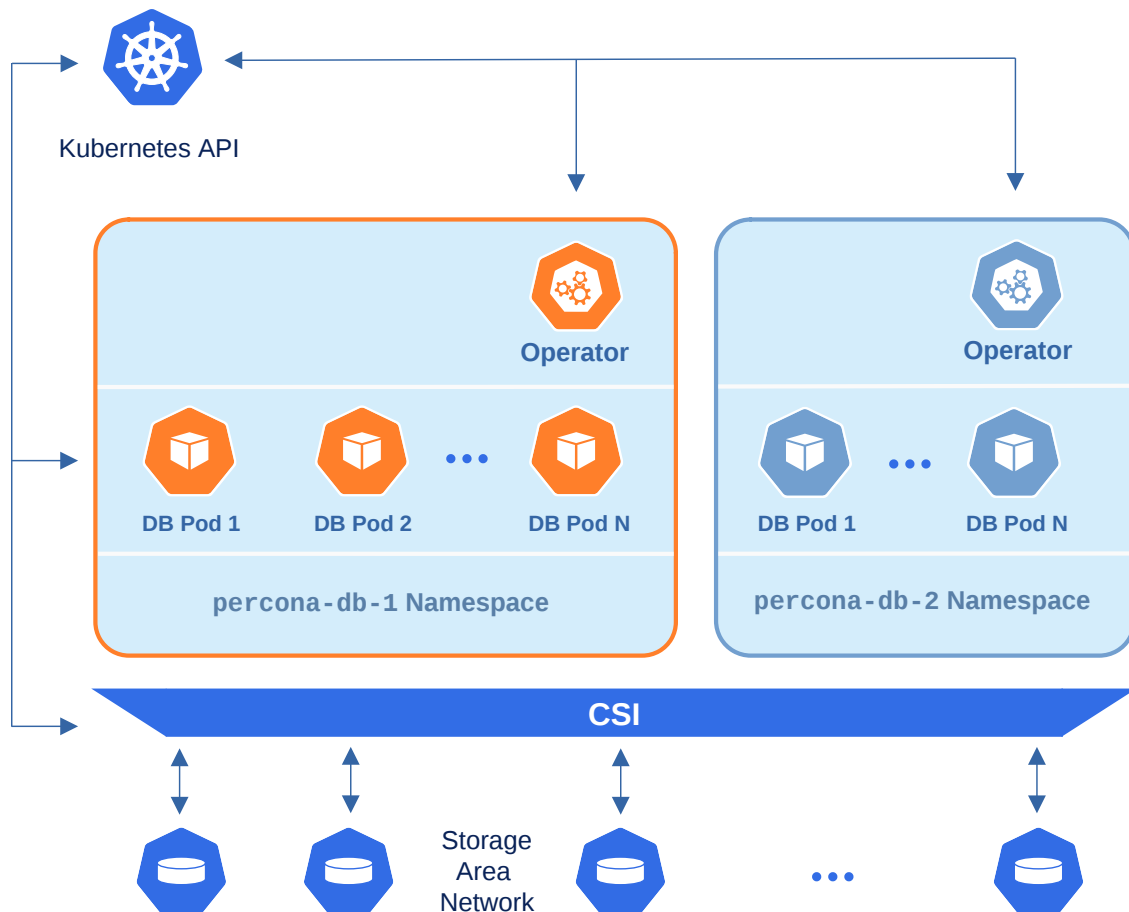 Kubernetes API
Operator
Operator
DB Pod 1
DB Pod 2
DB Pod N
DB Pod 1
DB Pod N
percona-db-1 Namespace
percona-db-2 Namespace
CSI
Storage
Area
Network